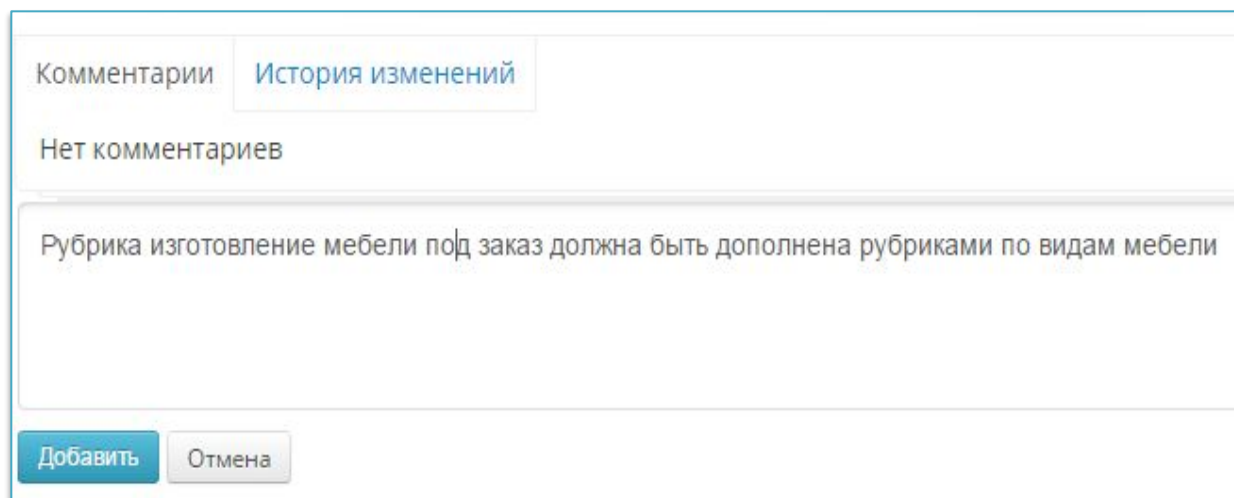 Комментарии История изменений
Нет комментариев
Рубрика изготовление мебели под заказ должна быть дополнена рубриками по видам мебели
Добавить Отмена